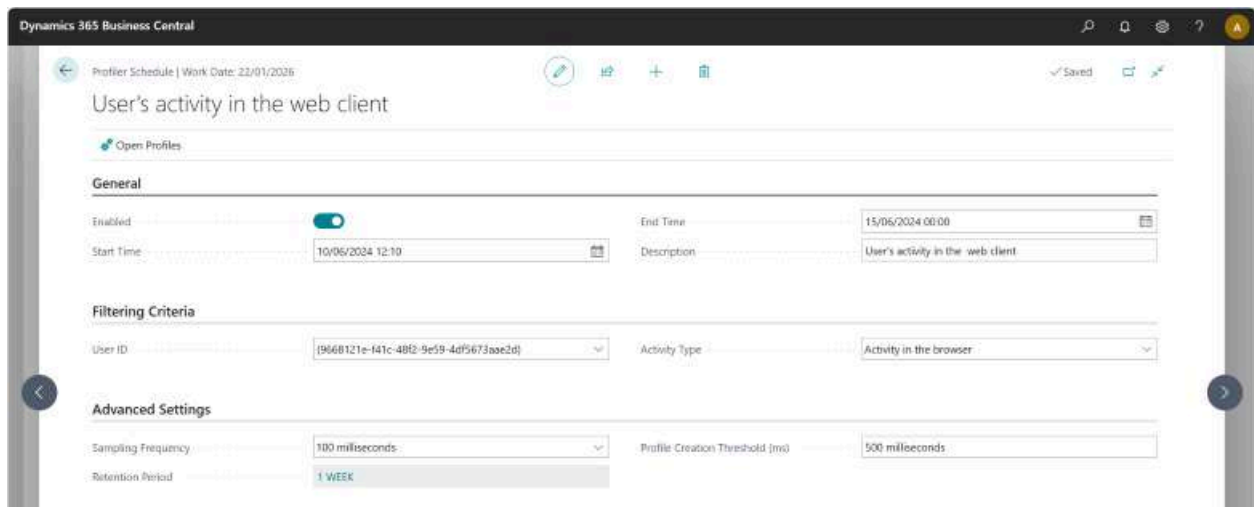 Dynamics 365 Business Central
?
A
Profiler Schedule | Work Date: 22/01/2026
Saved
User's activity in the web client
Open Profiles
General
Enabled
End Time 15/06/2024 00:00
Start Time 10/06/2024 12:10
Description User's activity in the web client
Filtering Criteria
User ID {9668121e-f41c-48f2-9e59-4df5673aae2d}
Activity Type Activity in the browser
Advanced Settings
Sampling Frequency 100 milliseconds
Profile Creation Threshold (ms) 500 milleeconds
Retention Period 1 WEEK